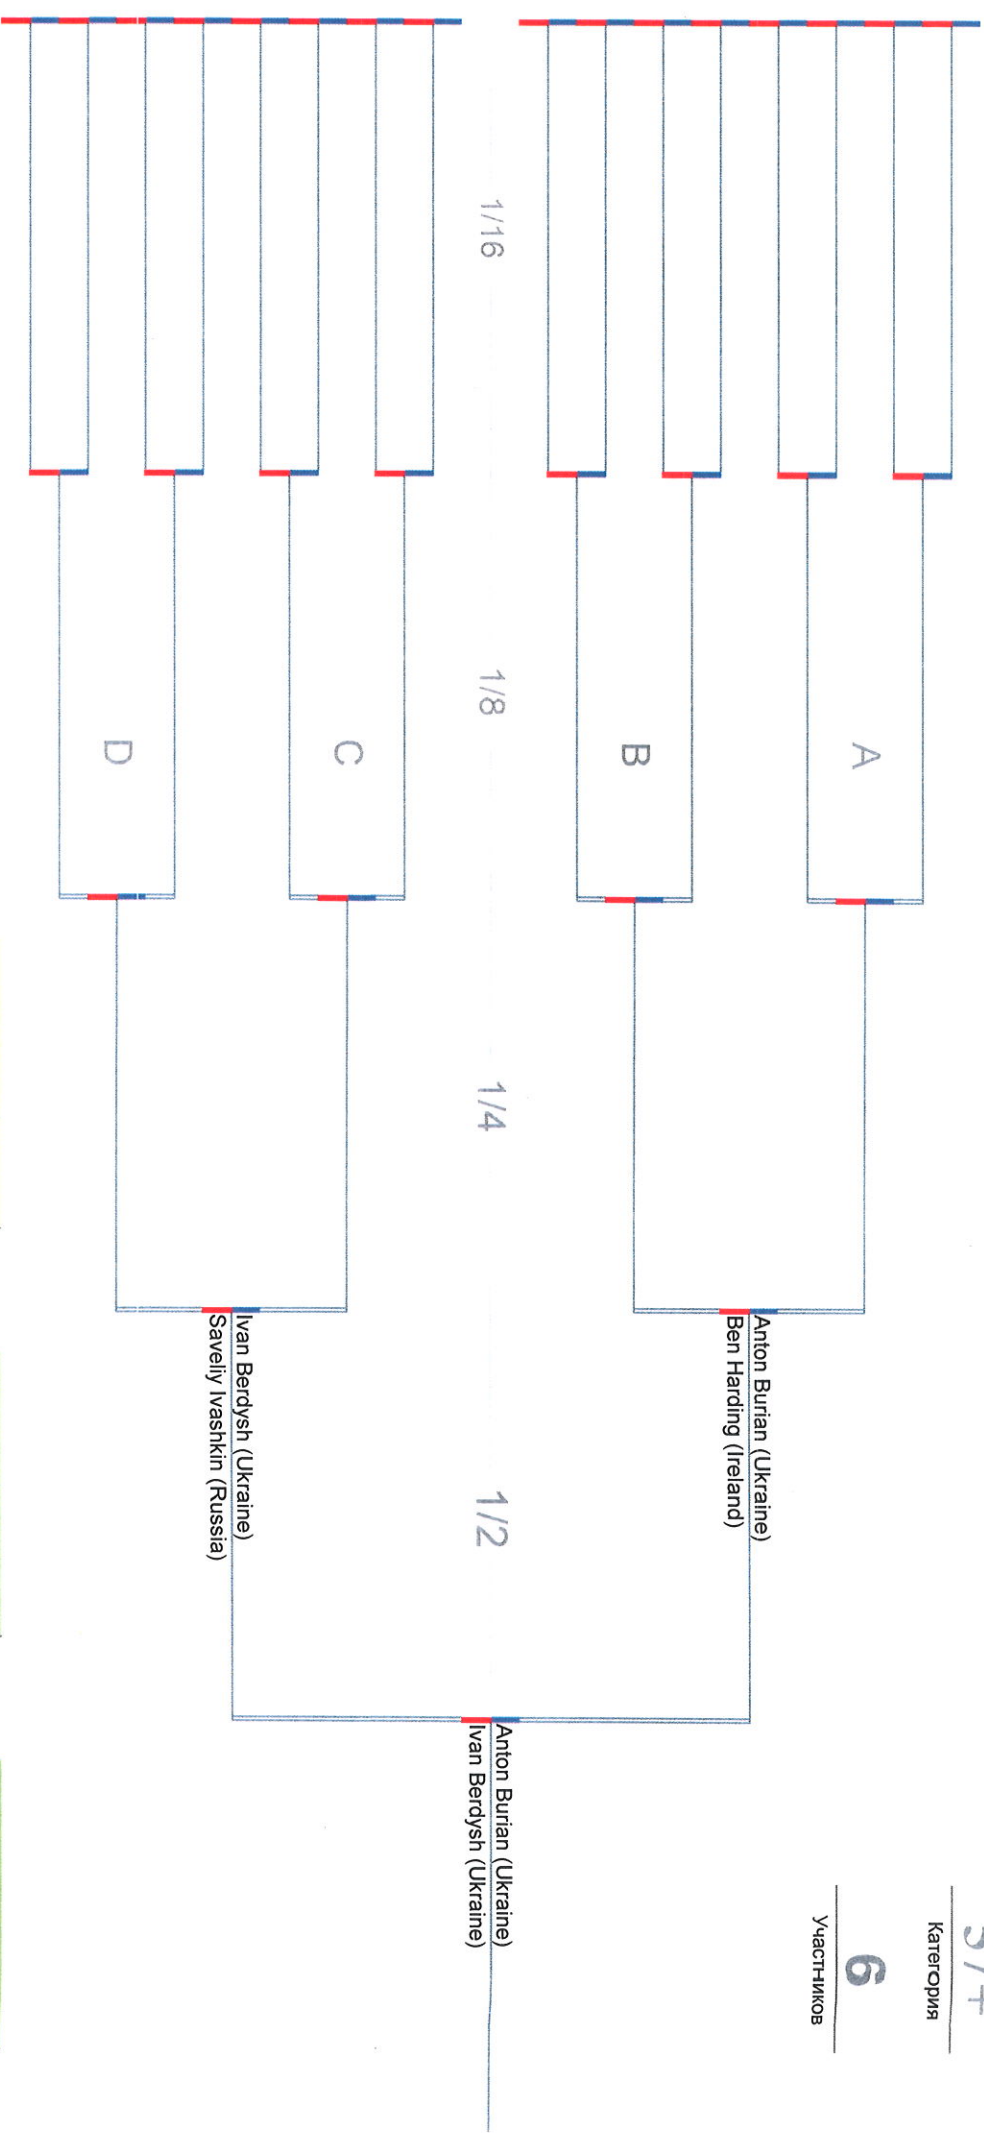 Категория
6
Участников
1/16
1/8
1/4
1/2
A
B
C
D
Anton Burian (Ukraine)
Ben Harding (Ireland)
Ivan Berdysh (Ukraine)
Saveliy Ivashkin (Russia)
Anton Burian (Ukraine)
Ivan Berdysh (Ukraine)